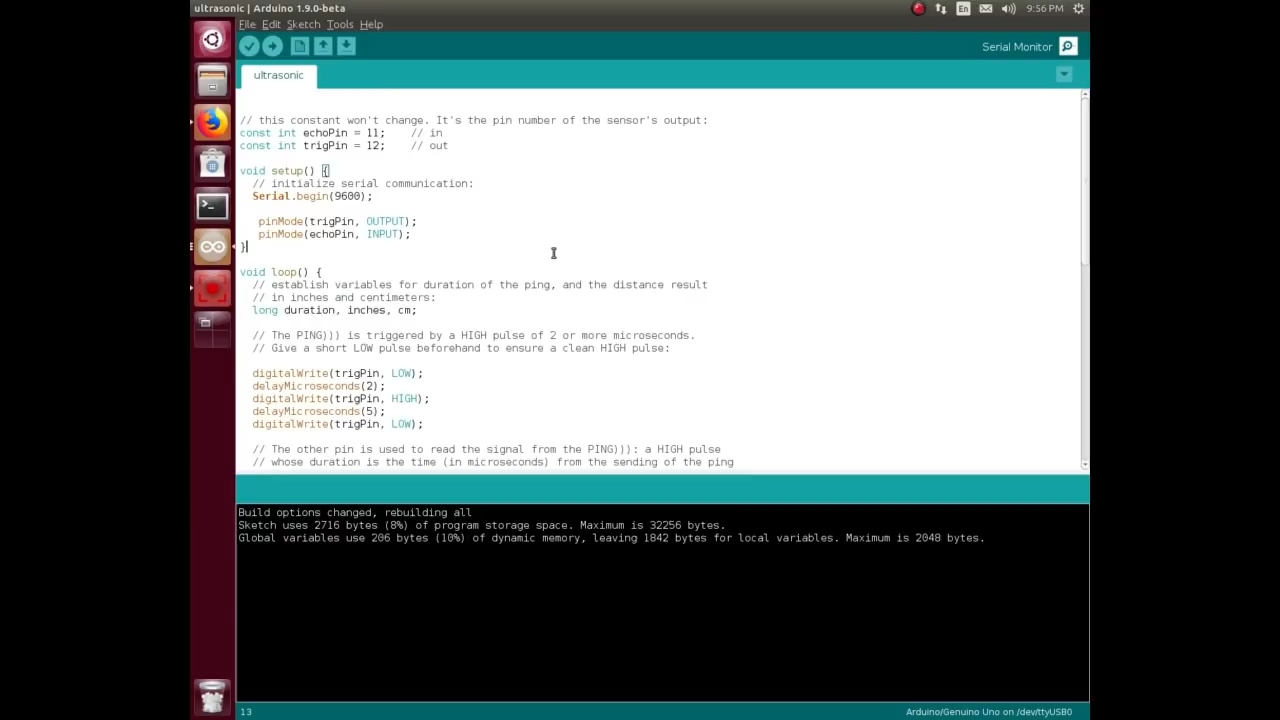 ultrasonic | Arduino 1.9.0-beta
En
9:56 PM
File Edit Sketch Tools Help
Serial Monitor
ultrasonic
// this constant won't change. It's the pin number of the sensor's output:
const int echoPin = 11;    // in
const int trigPin = 12;    // out
void setup() {
  // initialize serial communication:
  Serial.begin(9600);
   pinMode(trigPin, OUTPUT);
   pinMode(echoPin, INPUT);
}
void loop() {
  // establish variables for duration of the ping, and the distance result
  // in inches and centimeters:
  long duration, inches, cm;
  // The PING))) is triggered by a HIGH pulse of 2 or more microseconds.
  // Give a short LOW pulse beforehand to ensure a clean HIGH pulse:
  digitalWrite(trigPin, LOW);
  delayMicroseconds(2);
  digitalWrite(trigPin, HIGH);
  delayMicroseconds(5);
  digitalWrite(trigPin, LOW);
  // The other pin is used to read the signal from the PING))): a HIGH pulse
  // whose duration is the time (in microseconds) from the sending of the ping
Build options changed, rebuilding all
Sketch uses 2716 bytes (8%) of program storage space. Maximum is 32256 bytes.
Global variables use 206 bytes (10%) of dynamic memory, leaving 1842 bytes for local variables. Maximum is 2048 bytes.
13
Arduino/Genuino Uno on /dev/ttyUSB0